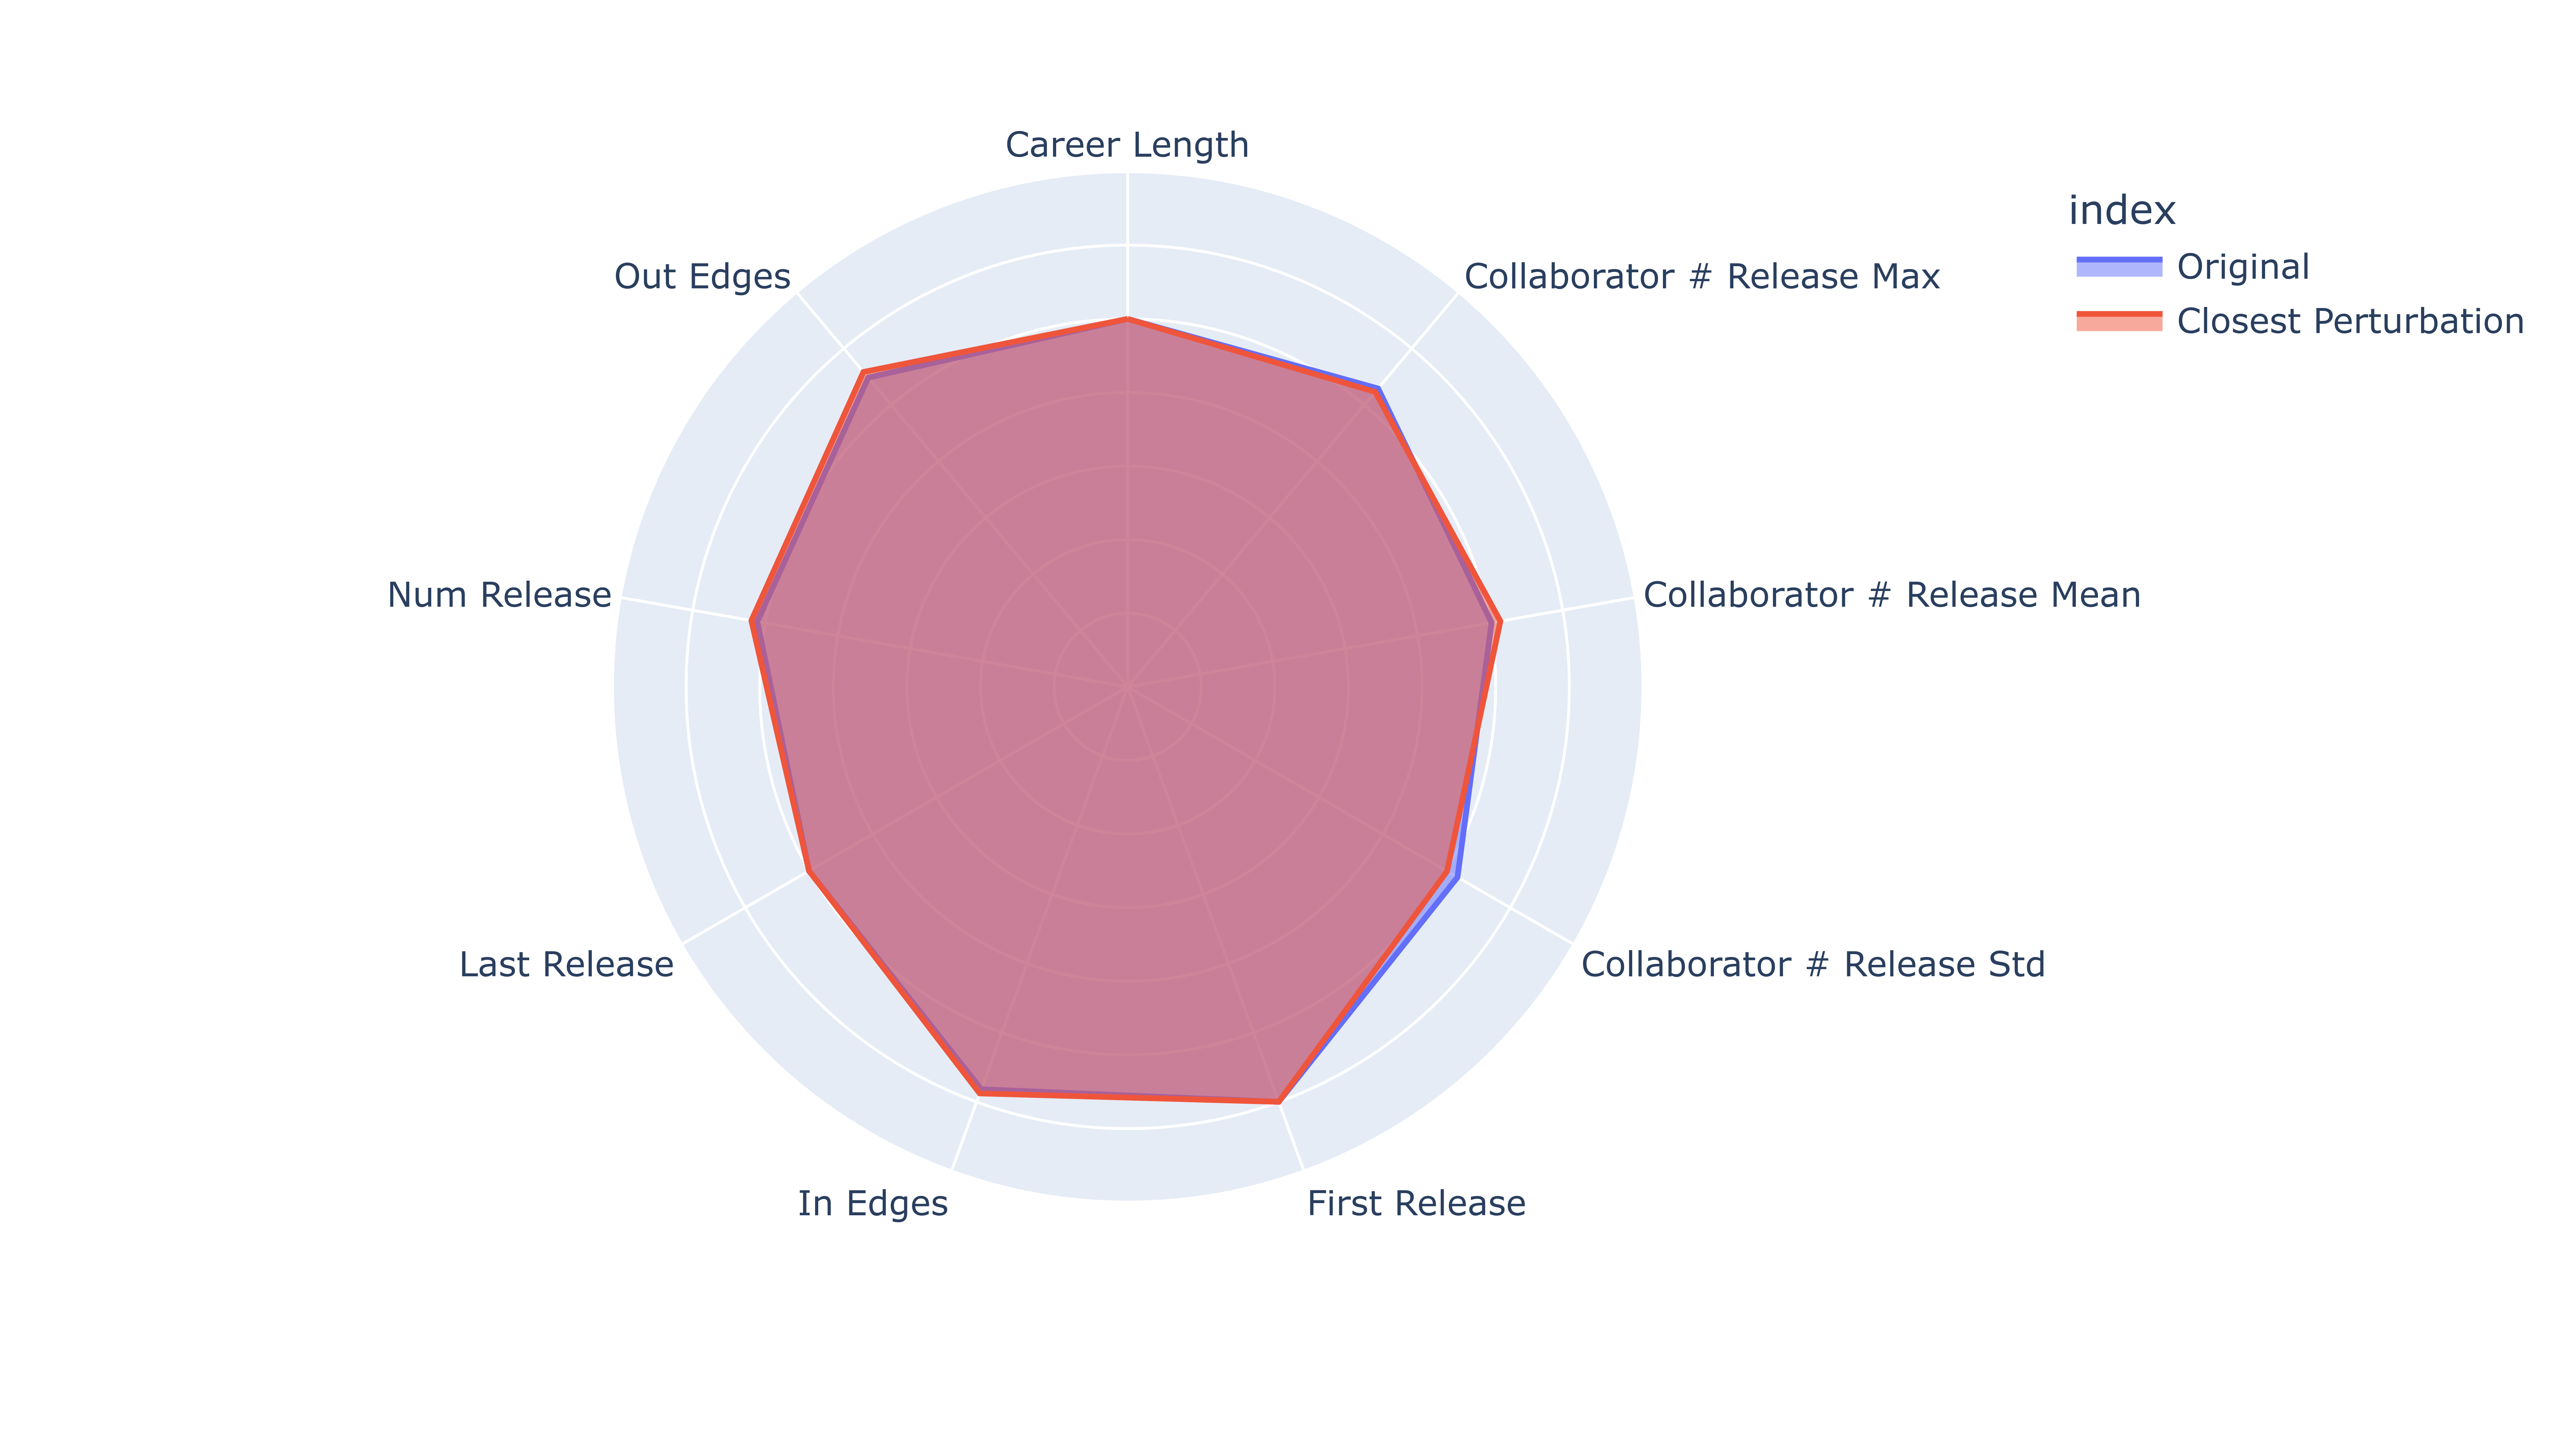 Career Length
Collaborator # Release Max
Collaborator # Release Mean
Collaborator # Release Std
First Release
In Edges
Last Release
Num Release
Out Edges
index
Original
Closest Perturbation